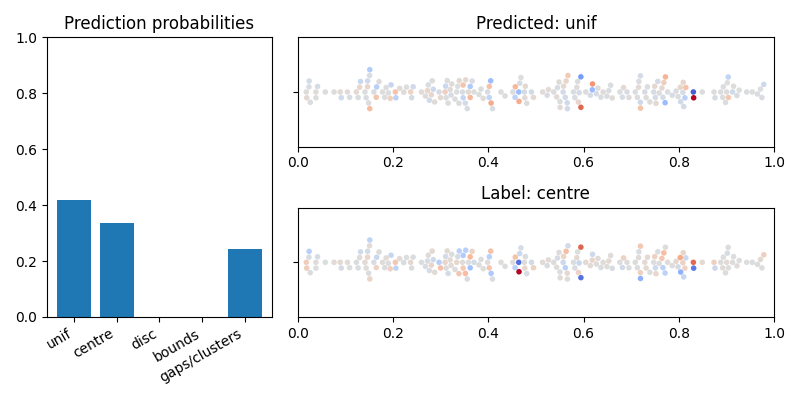 Prediction probabilities
1.0
0.8
0.6
0.4
0.2
0.0
unif
centre
disc
bounds
gaps/clusters
Predicted: unif
0.0 0.2 0.4 0.6 0.8 1.0
Label: centre
0.0 0.2 0.4 0.6 0.8 1.0